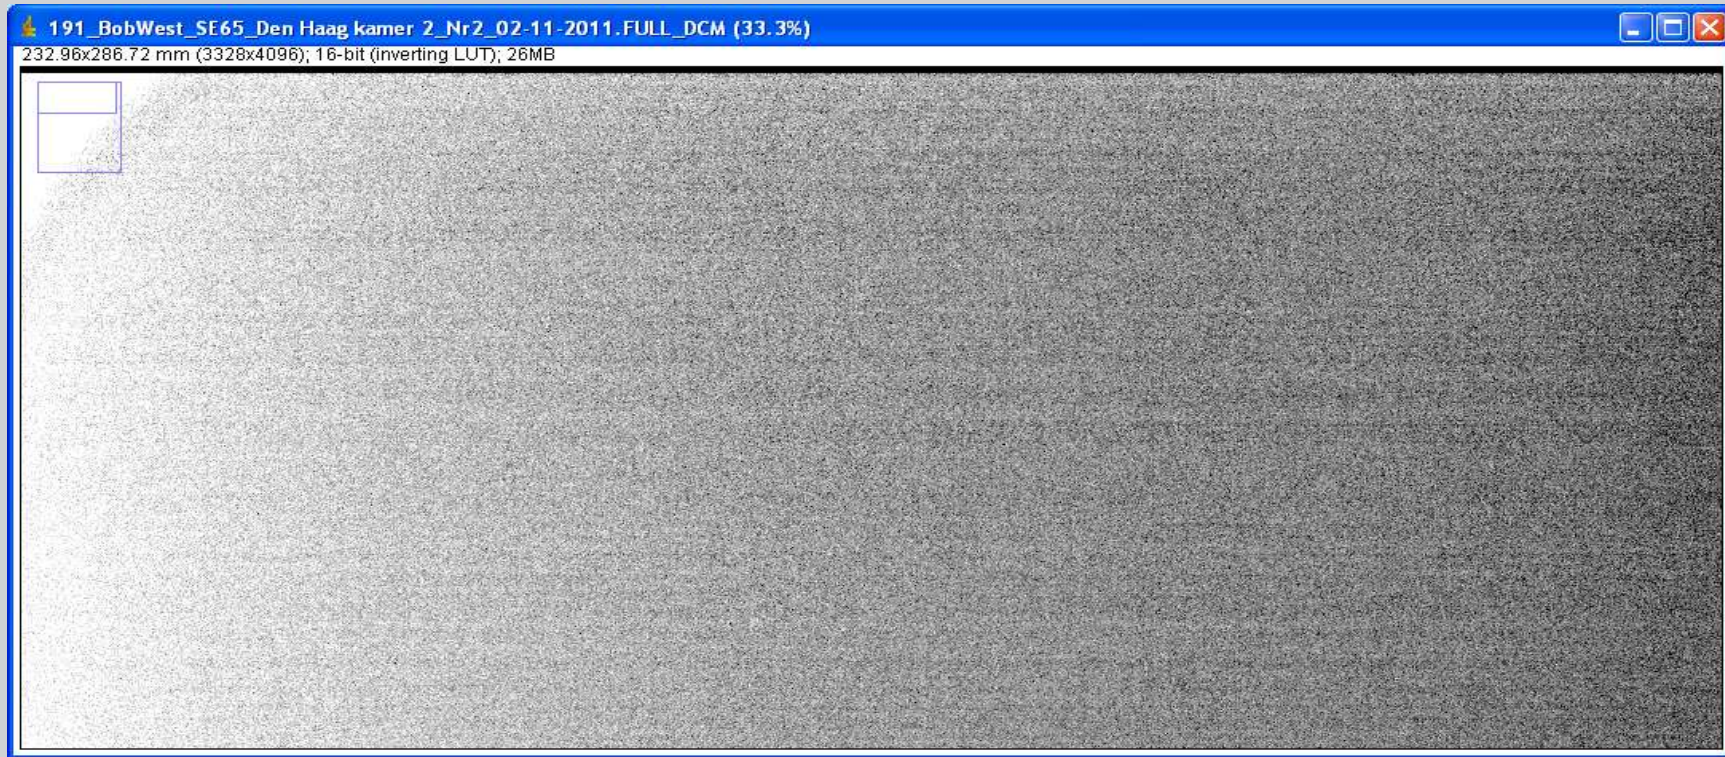 191_BobWest_SE65_Den Haag kamer 2_Nr2_02-11-2011.FULL_DCM (33.3%)
232.96x286.72 mm (3328x4096); 16-bit (inverting LUT); 26MB